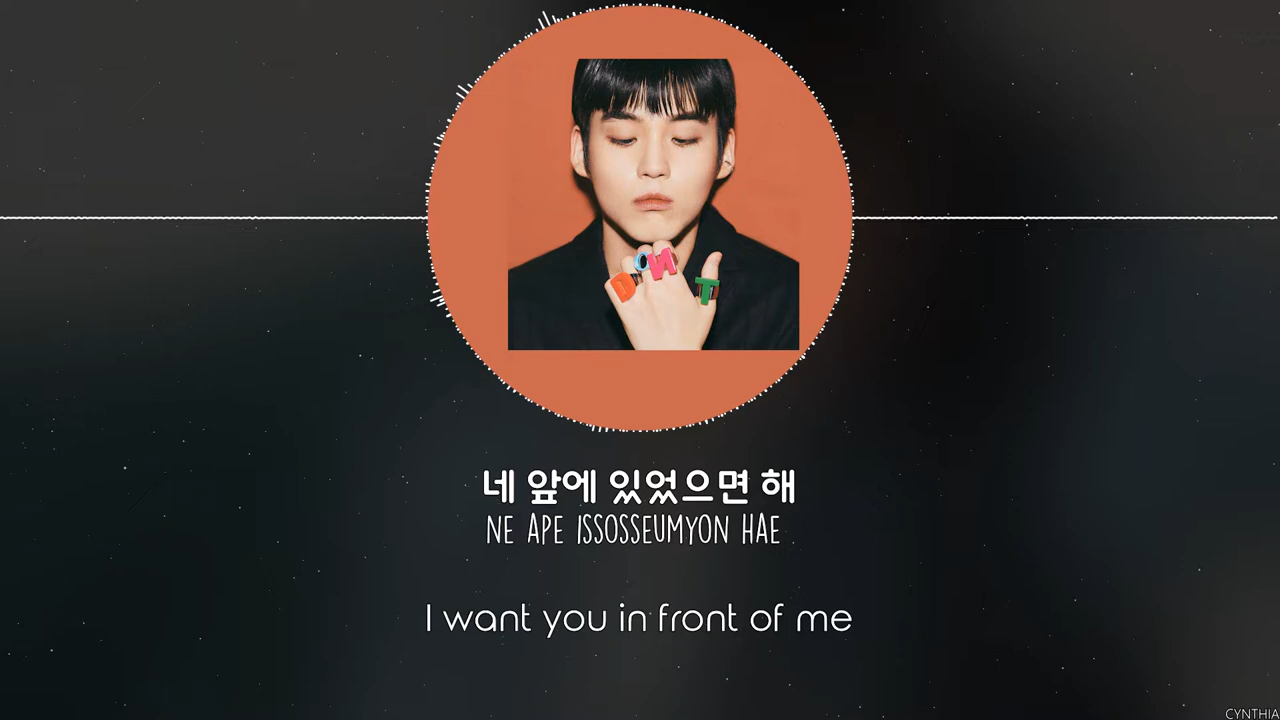 DONT
네 앞에 있었으면 해
NE APE ISSOSSEUMYON HAE
I want you in front of me
CYNTHIA